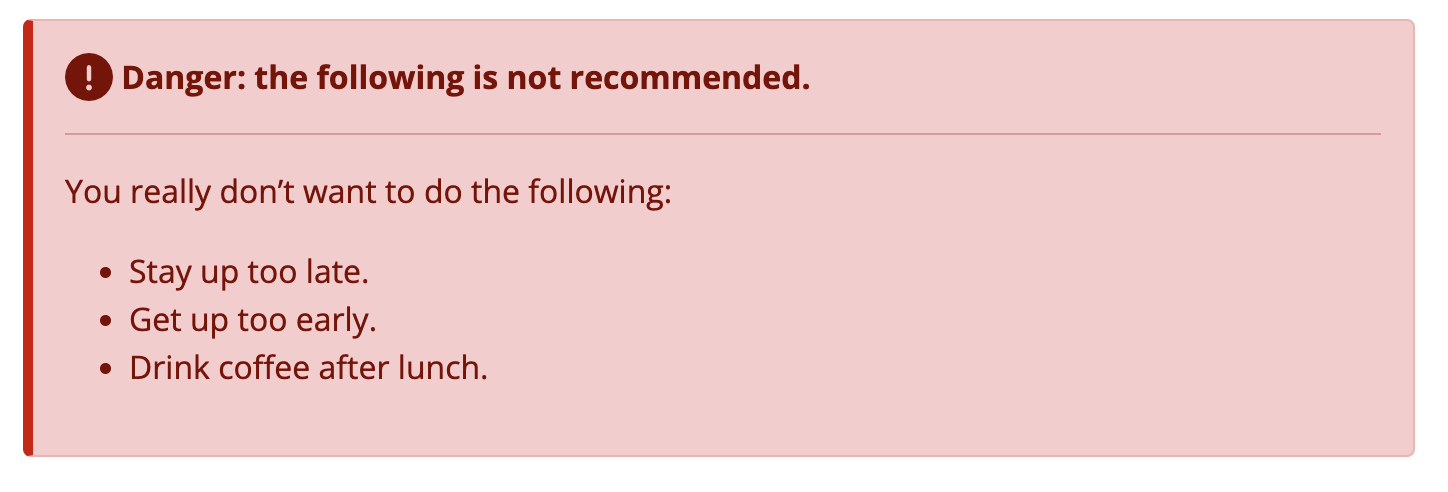 Danger: the following is not recommended.
You really don’t want to do the following:
• Stay up too late.
• Get up too early.
• Drink coffee after lunch.